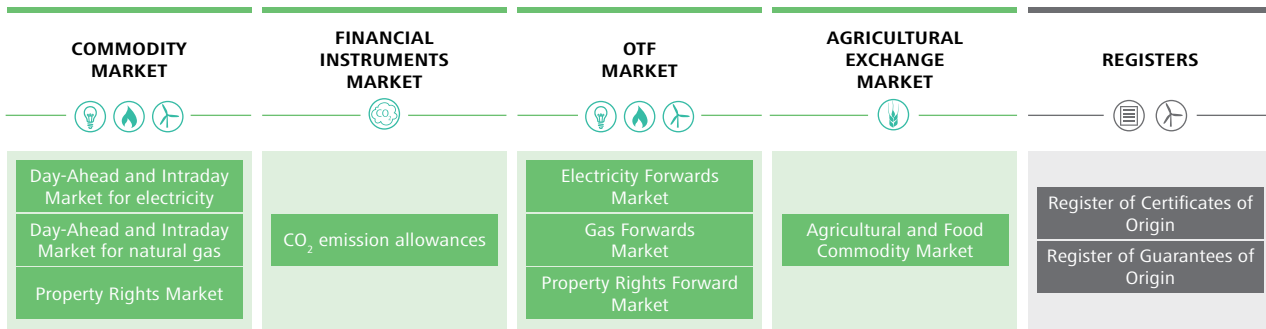 COMMODITY
MARKET
Day-Ahead and Intraday
Market for electricity
Day-Ahead and Intraday
Market for natural gas
Property Rights Market
FINANCIAL
INSTRUMENTS
MARKET
CO₂
CO₂ emission allowances
OTF
MARKET
Electricity Forwards
Market
Gas Forwards
Market
Property Rights Forward
Market
AGRICULTURAL
EXCHANGE
MARKET
Agricultural and Food
Commodity Market
REGISTERS
Register of Certificates of
Origin
Register of Guarantees of
Origin